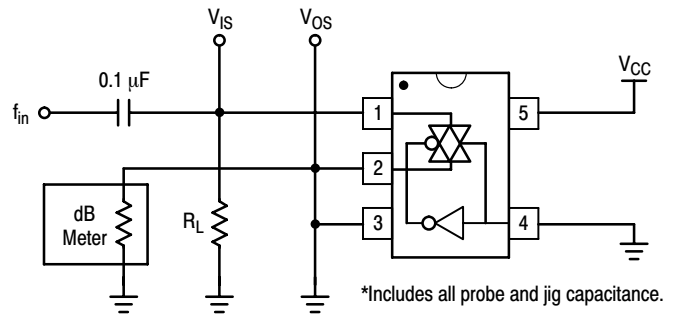 V_IS
V_OS
0.1 μF
f_in
V_CC
1
5
2
dB
Meter
R_L
3
4
*Includes all probe and jig capacitance.